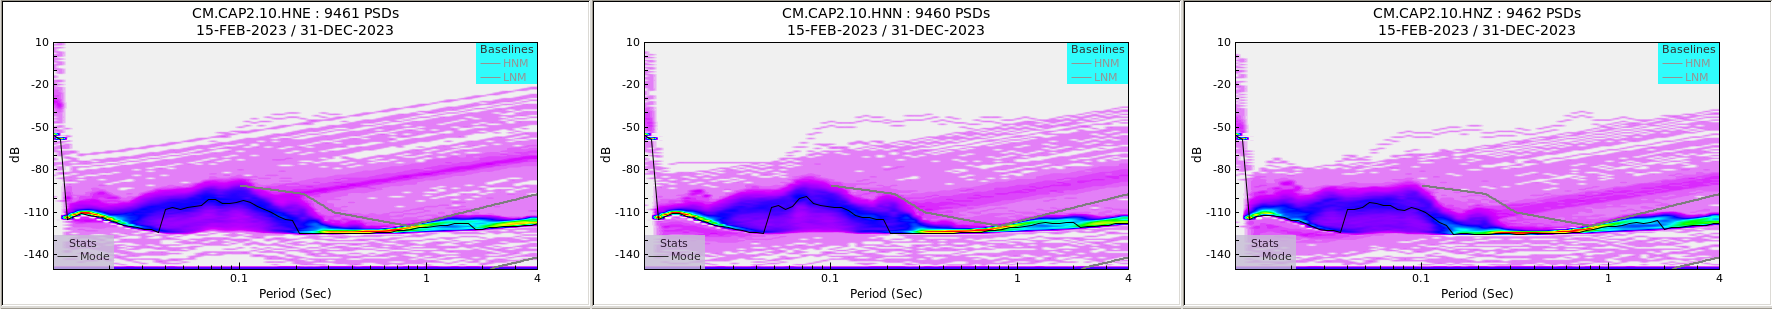 CM.CAP2.10.HNE : 9461 PSDs
15-FEB-2023 / 31-DEC-2023
10
-20
-50
-80
-110
-140
dB
Baselines
HNM
LNM
Stats
Mode
0.1
1
4
Period (Sec)
CM.CAP2.10.HNN : 9460 PSDs
15-FEB-2023 / 31-DEC-2023
10
-20
-50
-80
-110
-140
dB
Baselines
HNM
LNM
Stats
Mode
0.1
1
4
Period (Sec)
CM.CAP2.10.HNZ : 9462 PSDs
15-FEB-2023 / 31-DEC-2023
10
-20
-50
-80
-110
-140
dB
Baselines
HNM
LNM
Stats
Mode
0.1
1
4
Period (Sec)